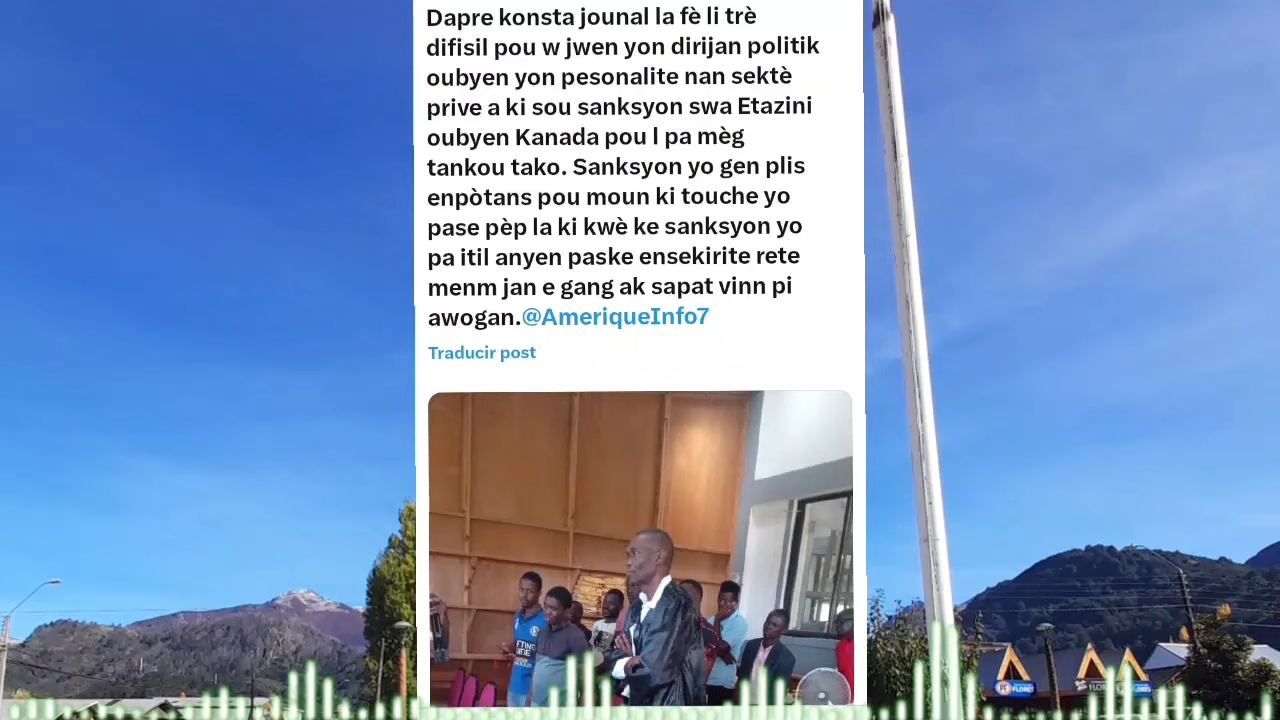 Dapre konsta jounal la fè li trè
difisil pou w jwen yon dirijan politik
oubyen yon pesonalite nan sektè
prive a ki sou sanksyon swa Etazini
oubyen Kanada pou l pa mèg
tankou tako. Sanksyon yo gen plis
enpòtans pou moun ki touche yo
pase pèp la ki kwè ke sanksyon yo
pa itil anyen paske ensekirite rete
menm jan e gang ak sapat vinn pi
awogan.@AmeriqueInfo7
Traducir post
FLORES
FLORES